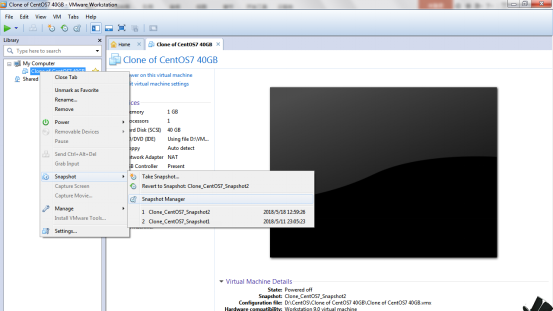 Clone of CentOS7 40GB - VMware Workstation
File Edit View VM Tabs Help
Library
Type here to search
My Computer
Clone of CentOS7 40GB
Shared
Home
Clone of CentOS7 40GB
Clone of CentOS7 40GB
ower on this virtual machine
it virtual machine settings
ices
emory 1 GB
ocessors 1
ard Disk (SCSI) 40 GB
D/DVD (IDE) Using file D:\VM...
oppy Auto detect
etwork Adapter NAT
SB Controller Present
Close Tab
Unmark as Favorite
Rename...
Remove
Power
Removable Devices
Pause
Send Ctrl+Alt+Del
Grab Input
Snapshot
Capture Screen
Capture Movie...
Manage
Install VMware Tools...
Settings...
Take Snapshot...
Revert to Snapshot: Clone_CentOS7_Snapshot2
Snapshot Manager
1 Clone_CentOS7_Snapshot2 2018/5/18 12:59:26
2 Clone_CentOS7_Snapshot1 2018/5/11 23:05:23
Virtual Machine Details
State: Powered off
Snapshot: Clone_CentOS7_Snapshot2
Configuration file: D:\CentOS\Clone of CentOS7 40GB\Clone of CentOS7 40GB.vmx
Hardware compatibility: Workstation 9.0 virtual machine